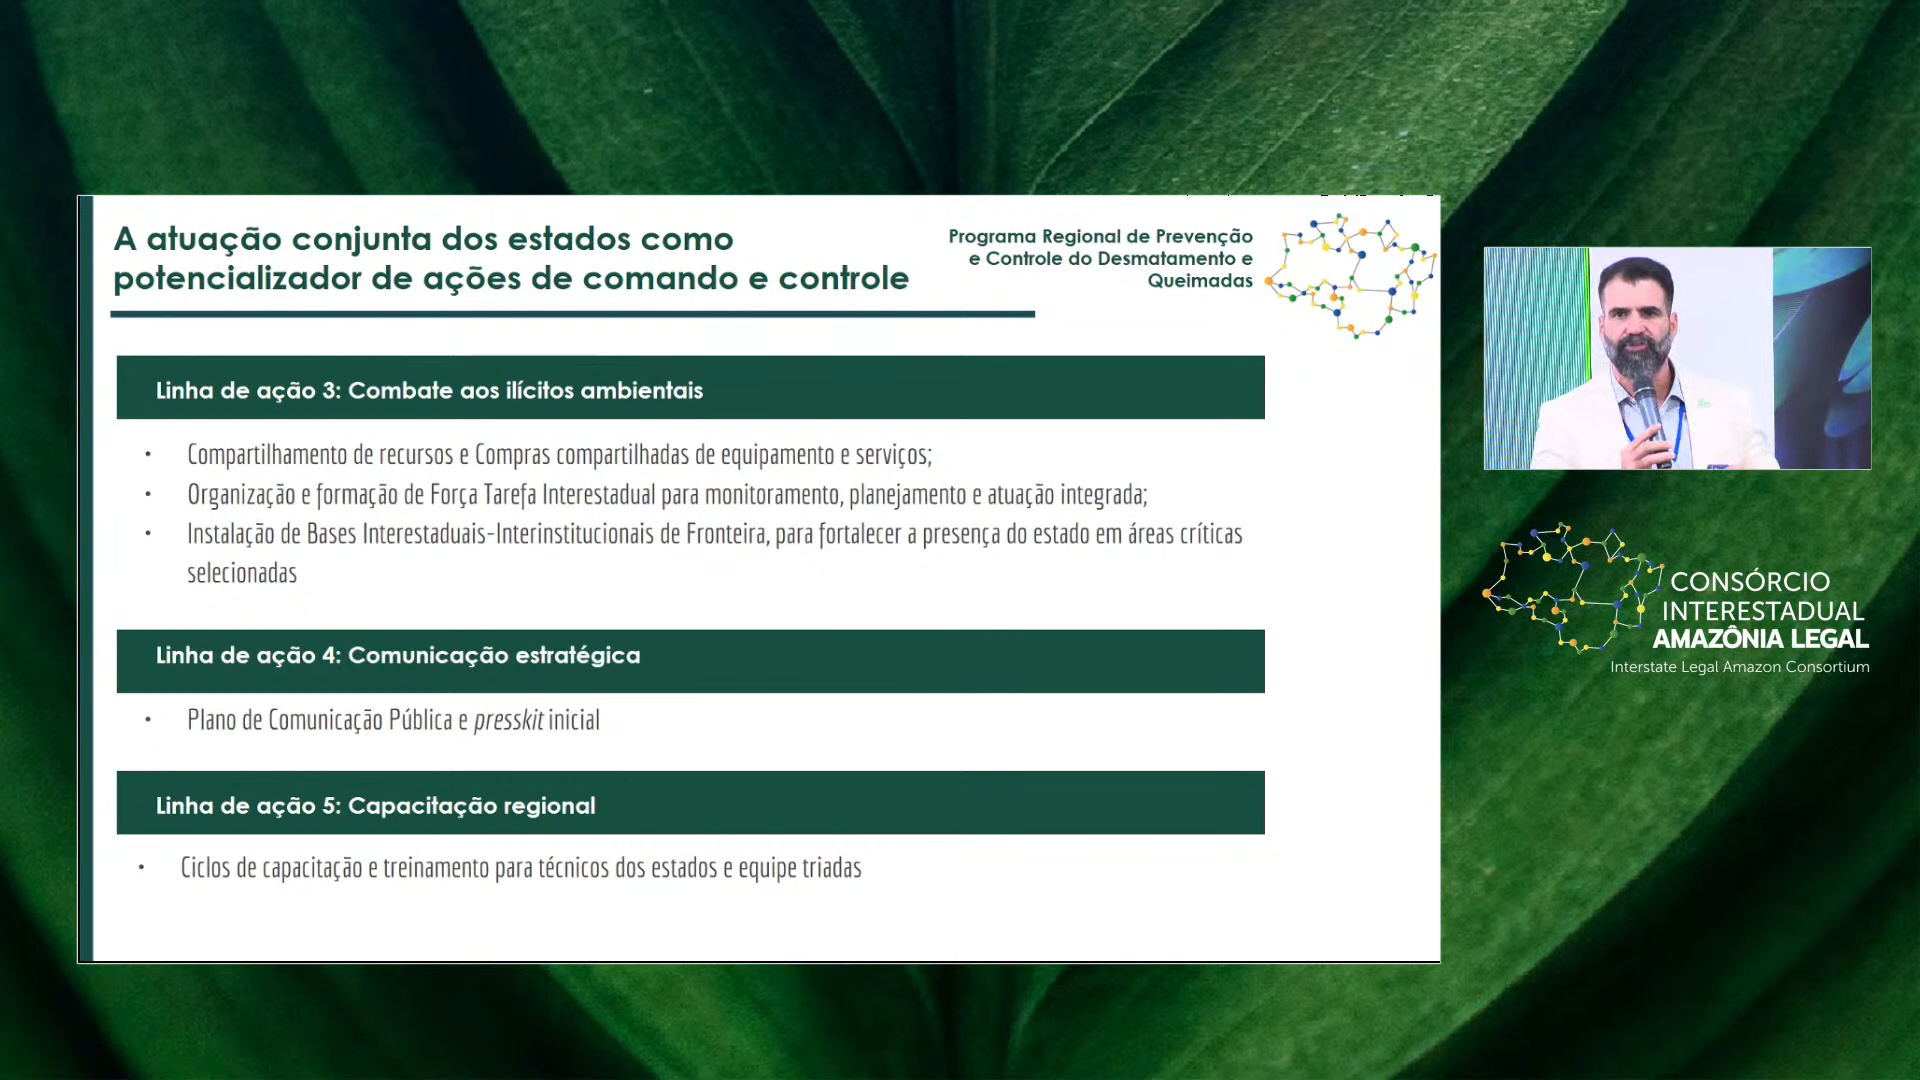 A atuação conjunta dos estados como
potencializador de ações de comando e controle
Programa Regional de Prevenção
e Controle do Desmatamento e
Queimadas
Linha de ação 3: Combate aos ilícitos ambientais
• Compartilhamento de recursos e Compras compartilhadas de equipamento e serviços;
• Organização e formação de Força Tarefa Interestadual para monitoramento, planejamento e atuação integrada;
• Instalação de Bases Interestaduais-Interinstitucionais de Fronteira, para fortalecer a presença do estado em áreas críticas
selecionadas
Linha de ação 4: Comunicação estratégica
• Plano de Comunicação Pública e presskit inicial
Linha de ação 5: Capacitação regional
• Ciclos de capacitação e treinamento para técnicos dos estados e equipe triadas
CONSÓRCIO
INTERESTADUAL
AMAZÔNIA LEGAL
Interstate Legal Amazon Consortium